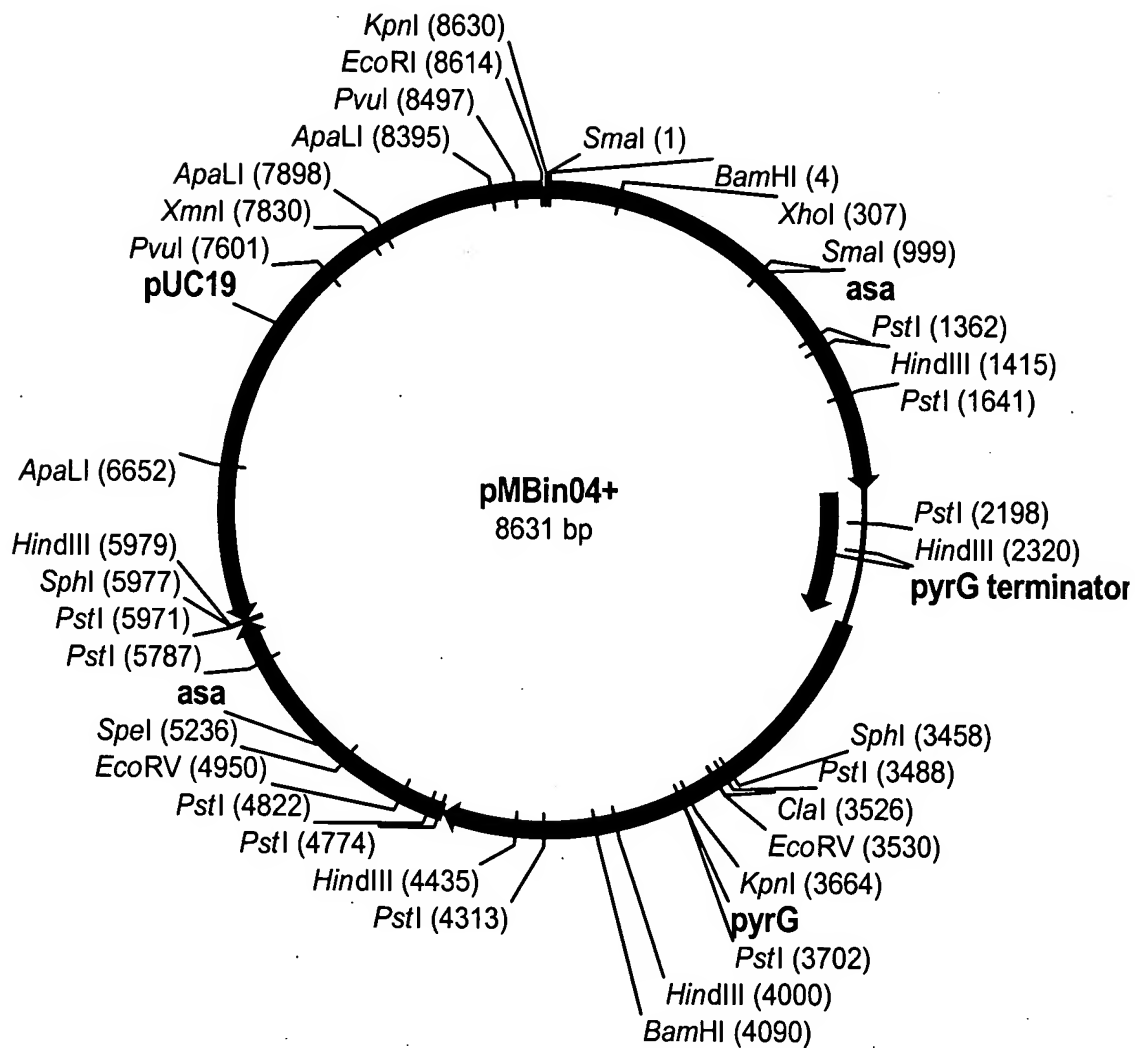 KpnI (8630)
EcoRI (8614)
PvuI (8497)
ApaLI (8395)
ApaLI (7898)
XmnI (7830)
PvuI (7601)
pUC19
ApaLI (6652)
HindIII (5979)
SphI (5977)
PstI (5971)
PstI (5787)
asa
SpeI (5236)
EcoRV (4950)
PstI (4822)
PstI (4774)
HindIII (4435)
PstI (4313)
SmaI (1)
BamHI (4)
XhoI (307)
SmaI (999)
asa
PstI (1362)
HindIII (1415)
PstI (1641)
PstI (2198)
HindIII (2320)
pyrG terminator
SphI (3458)
PstI (3488)
ClaI (3526)
EcoRV (3530)
KpnI (3664)
pyrG
PstI (3702)
HindIII (4000)
BamHI (4090)
pMBin04+
8631 bp